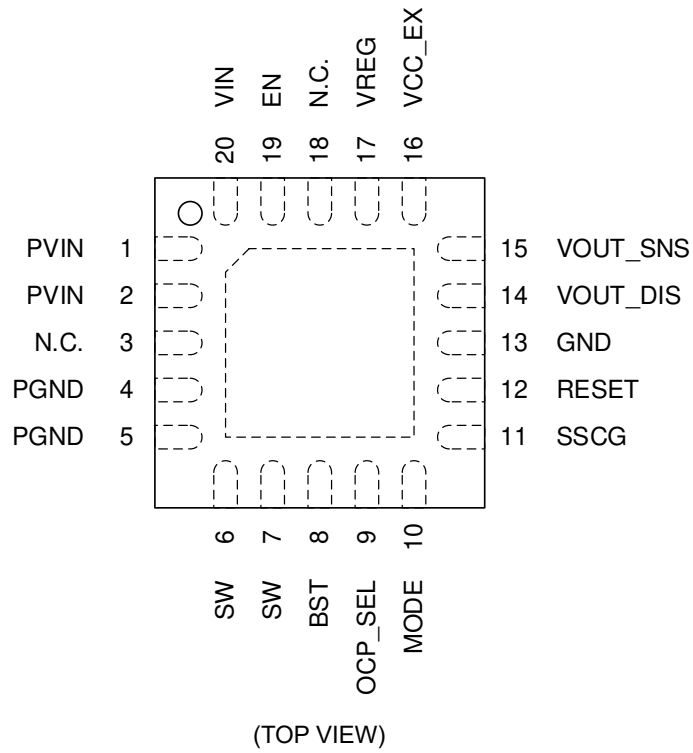 VIN
EN
N.C.
VREG
VCC_EX
20
19
18
17
16
PVIN 1
PVIN 2
N.C. 3
PGND 4
PGND 5
15 VOUT_SNS
14 VOUT_DIS
13 GND
12 RESET
11 SSCG
6
7
8
9
10
SW
SW
BST
OCP_SEL
MODE
(TOP VIEW)